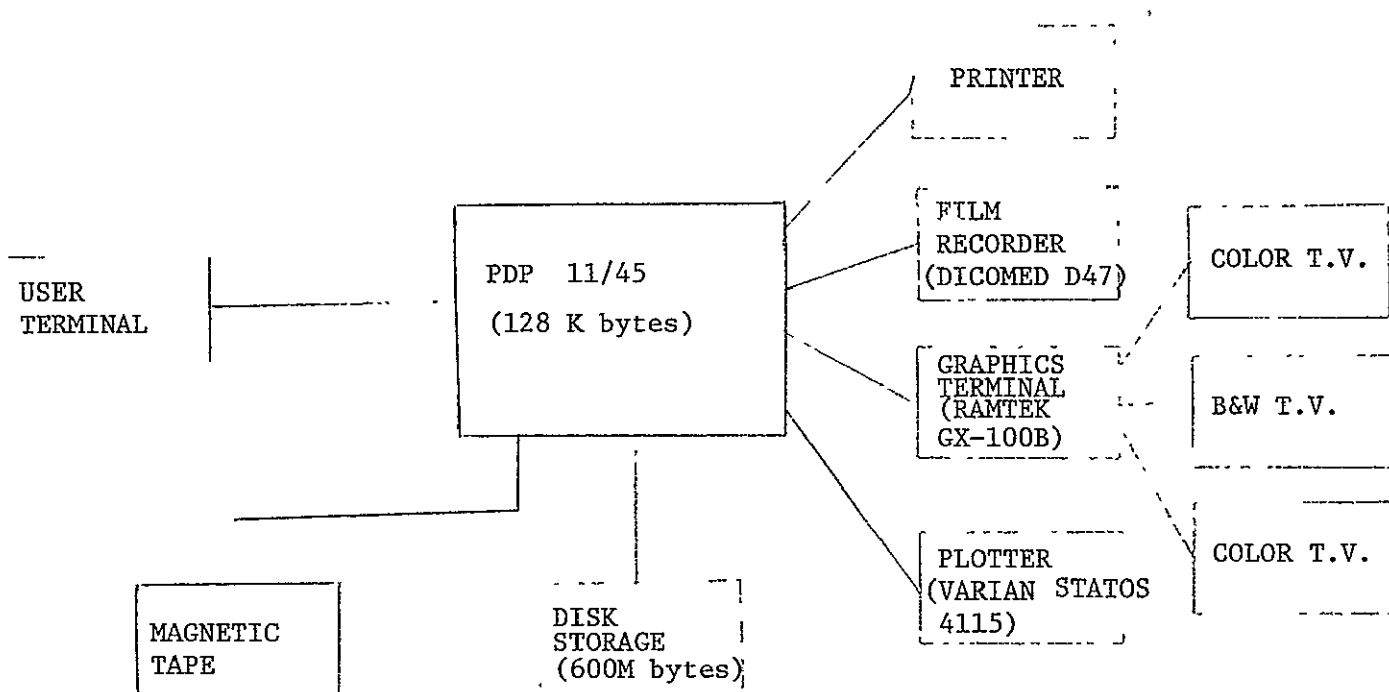 PRINTER
FILM
RECORDER
(DICOMED D47)
COLOR T.V.
PDP 11/45
(128 K bytes)
USER
TERMINAL
GRAPHICS
TERMINAL
(RAMTEK
GX-100B)
B&W T.V.
COLOR T.V.
PLOTTER
(VARIAN STATOS
4115)
MAGNETIC
TAPE
DISK
STORAGE
(600M bytes)